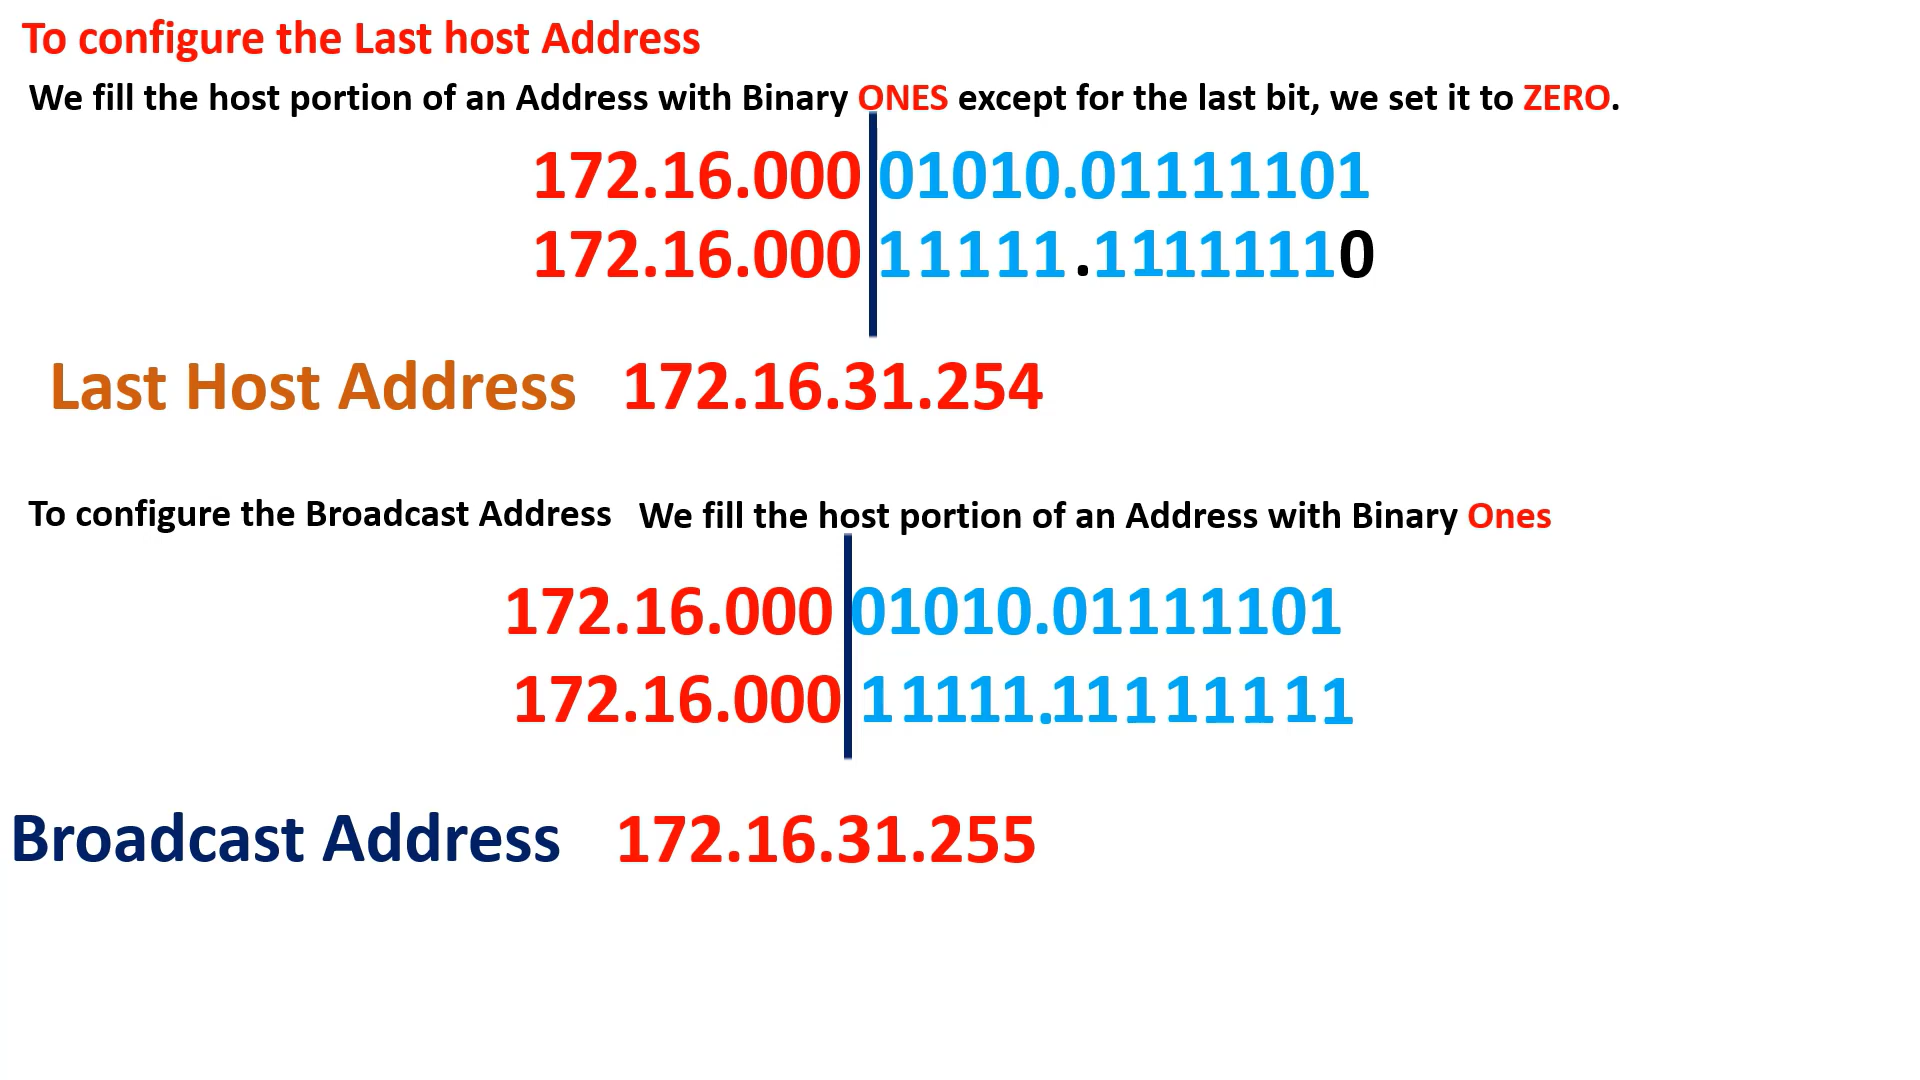 To configure the Last host Address
We fill the host portion of an Address with Binary ONES except for the last bit, we set it to ZERO.
172.16.000 01010.01111101
172.16.000 11111.11111110
Last Host Address 172.16.31.254
To configure the Broadcast Address We fill the host portion of an Address with Binary Ones
172.16.000 01010.01111101
172.16.000 11111.11111111
Broadcast Address 172.16.31.255